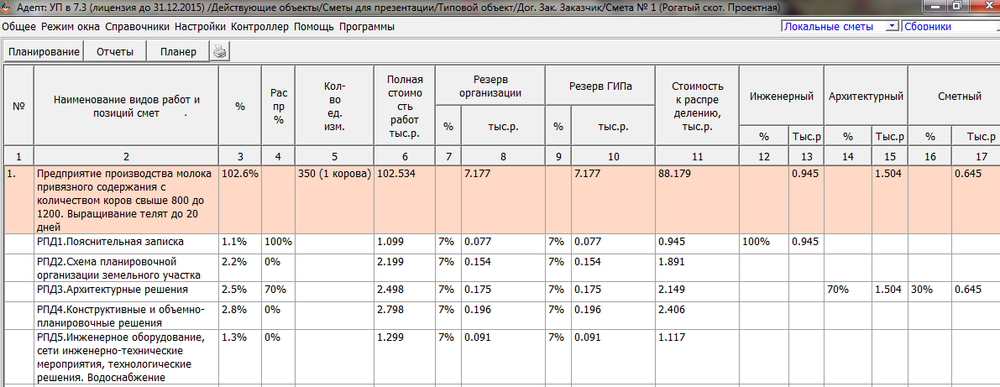 Адепт: УП в 7.3 (лицензия до 31.12.2015) /Действующие объекты/Сметы для презентации/Типовой объект/Дог. Зак. Заказчик/Смета № 1 (Рогатый скот. Проектная)
Общее Режим окна Справочники Настройки Контроллер Помощь Программы Локальные сметы Сборники
Планирование Отчеты Планер
№ Наименование видов работ и позиций смет . % Рас пр % Кол-во ед. изм. Полная стоимо сть работ тыс.р. Резерв организации Резерв ГИПа Стоимость к распре делению, тыс.р. Инженерный Архитектурный Сметный
% тыс.р. % тыс.р. % Тыс.р % Тыс.р % Тыс.р
1 2 3 4 5 6 7 8 9 10 11 12 13 14 15 16 17
1. Предприятие производства молока 102.6% 350 (1 корова) 102.534 7.177 7.177 88.179 0.945 1.504 0.645
привязного содержания с
количеством коров свыше 800 до
1200. Выращивание телят до 20
дней
РПД1.Пояснительная записка 1.1% 100% 1.099 7% 0.077 7% 0.077 0.945 100% 0.945
РПД2.Схема планировочной 2.2% 0% 2.199 7% 0.154 7% 0.154 1.891
организации земельного участка
РПД3.Архитектурные решения 2.5% 70% 2.498 7% 0.175 7% 0.175 2.149 70% 1.504 30% 0.645
РПД4.Конструктивные и объемно- 2.8% 0% 2.798 7% 0.196 7% 0.196 2.406
планировочные решения
РПД5.Инженерное оборудование, 1.3% 0% 1.299 7% 0.091 7% 0.091 1.117
сети инженерно-технические
мероприятия, технологические
решения. Водоснабжение